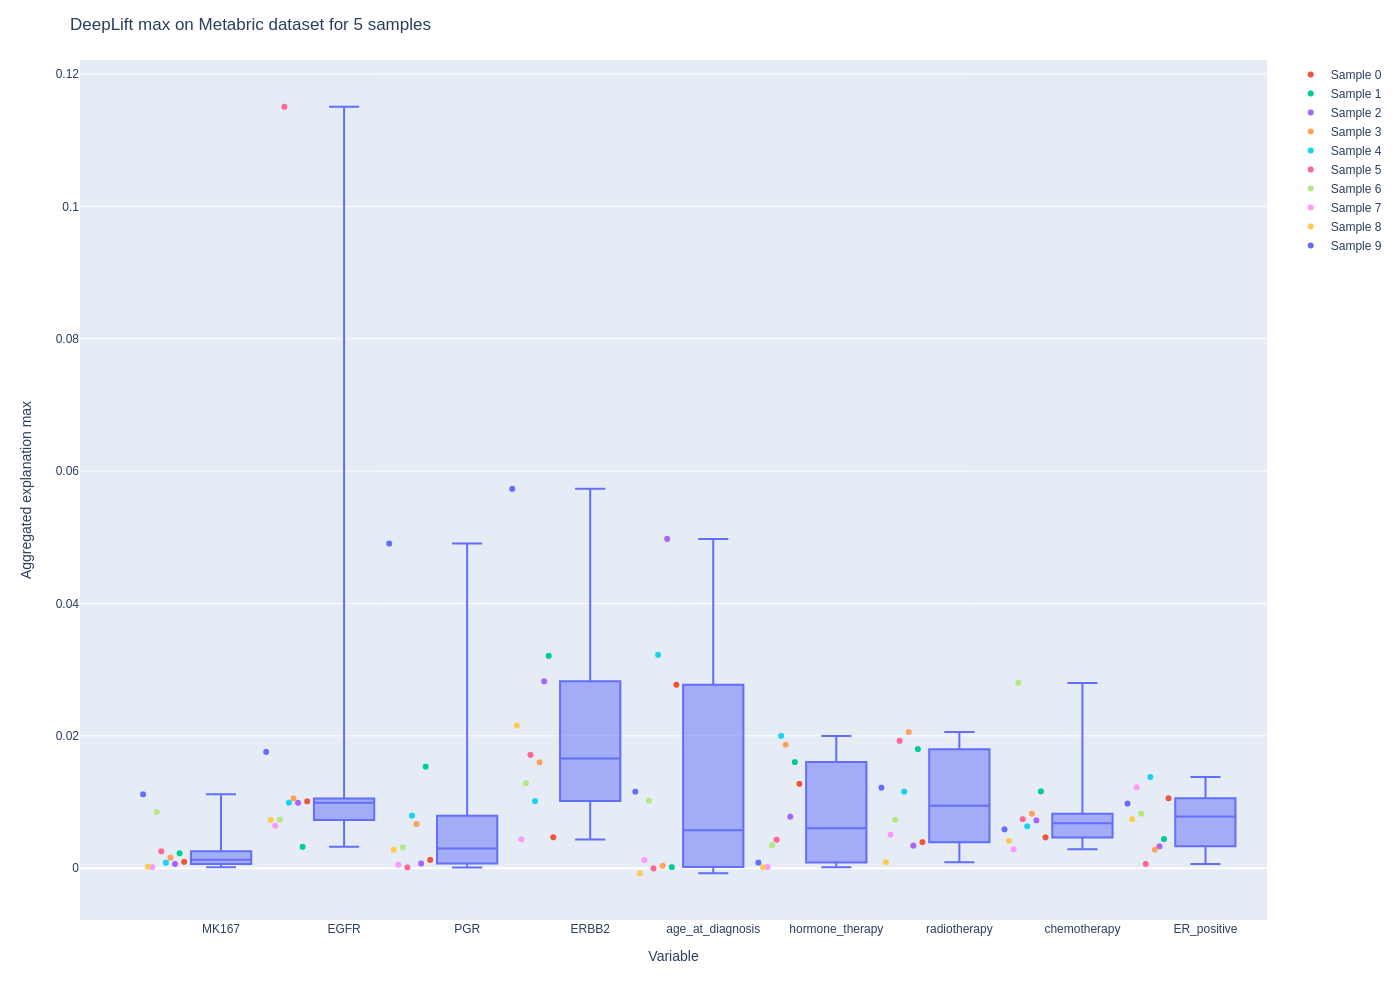 DeepLift max on Metabric dataset for 5 samples
Sample 0
Sample 1
Sample 2
Sample 3
Sample 4
Sample 5
Sample 6
Sample 7
Sample 8
Sample 9
Aggregated explanation max
0.12
0.1
0.08
0.06
0.04
0.02
0
MK167 EGFR PGR ERBB2 age_at_diagnosis hormone_therapy radiotherapy chemotherapy ER_positive
Variable